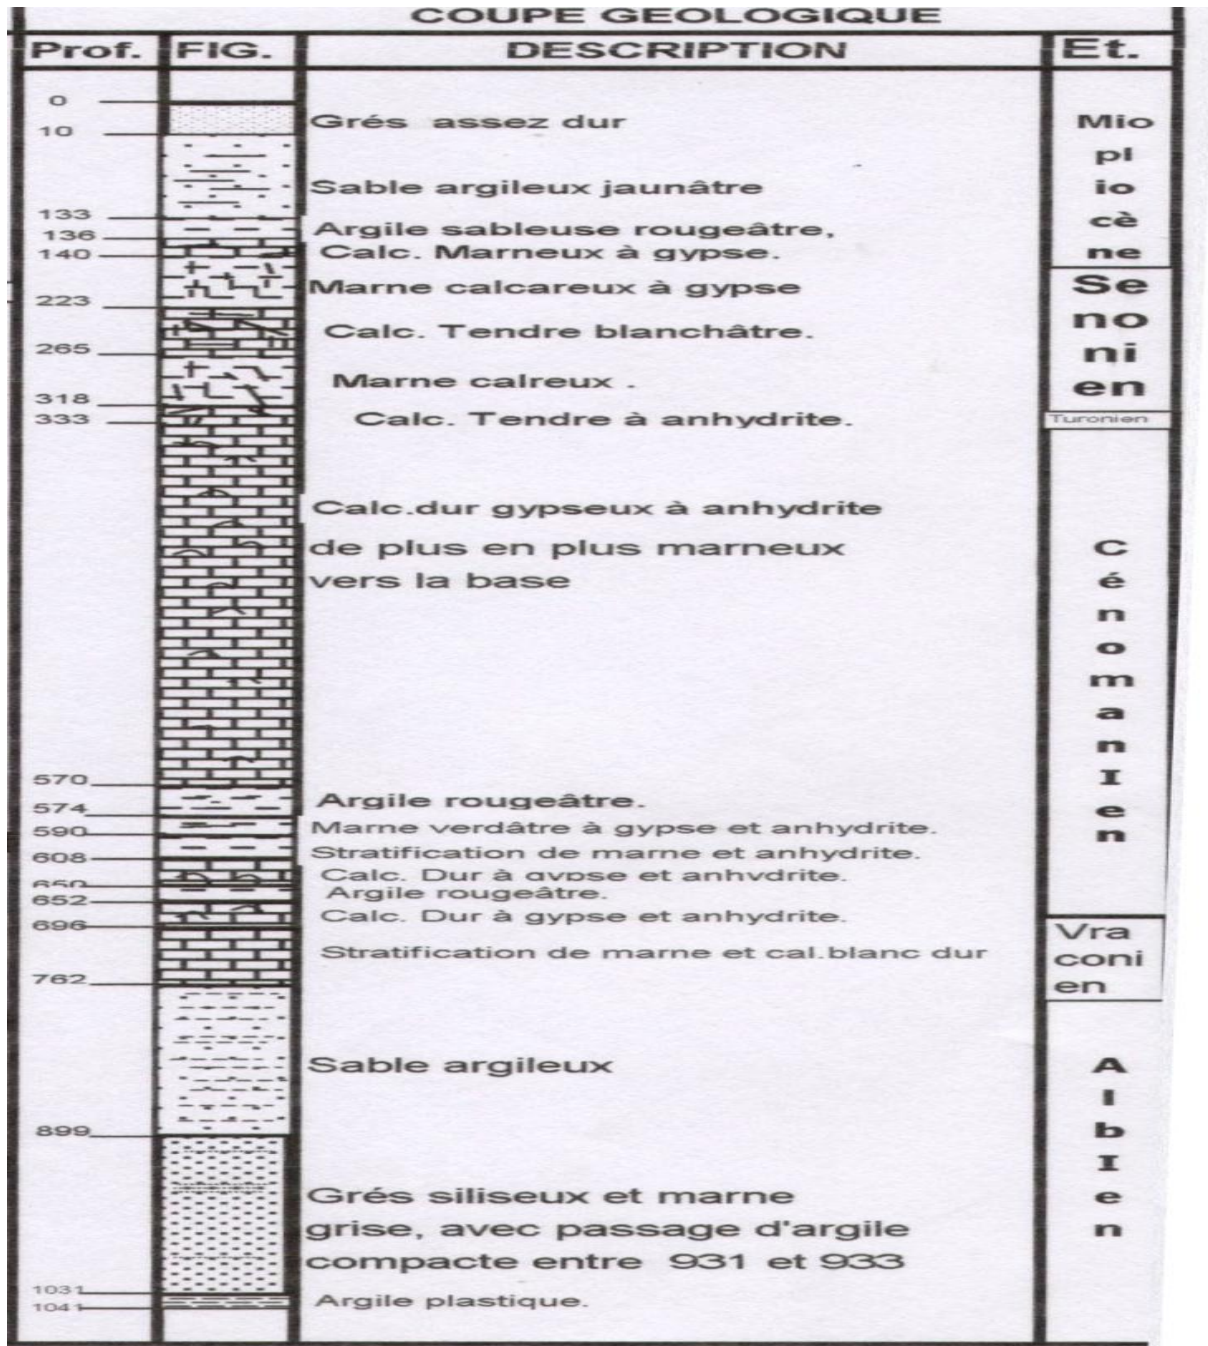 COUPE GEOLOGIQUE
Prof. FIG. DESCRIPTION Et.
0
Grés assez dur
10
Sable argileux jaunâtre
133
Argile sableuse rougeâtre,
136
Calc. Marneux à gypse.
140
Mio
pl
io
cè
ne
Marne calcareux à gypse
223
Calc. Tendre blanchâtre.
265
Marne calreux .
318
Se
no
ni
en
Calc. Tendre à anhydrite.
333
Turonien
Calc.dur gypseux à anhydrite
de plus en plus marneux
vers la base
570
Argile rougeâtre.
574
Marne verdâtre à gypse et anhydrite.
590
Stratification de marne et anhydrite.
608
Calc. Dur à gypse et anhydrite.
650
Argile rougeâtre.
652
Calc. Dur à gypse et anhydrite.
696
C
é
n
o
m
a
n
I
e
n
Stratification de marne et cal.blanc dur
762
Vra
coni
en
Sable argileux
899
Grés siliseux et marne
grise, avec passage d'argile
compacte entre 931 et 933
1031
Argile plastique.
1041
A
l
b
I
e
n